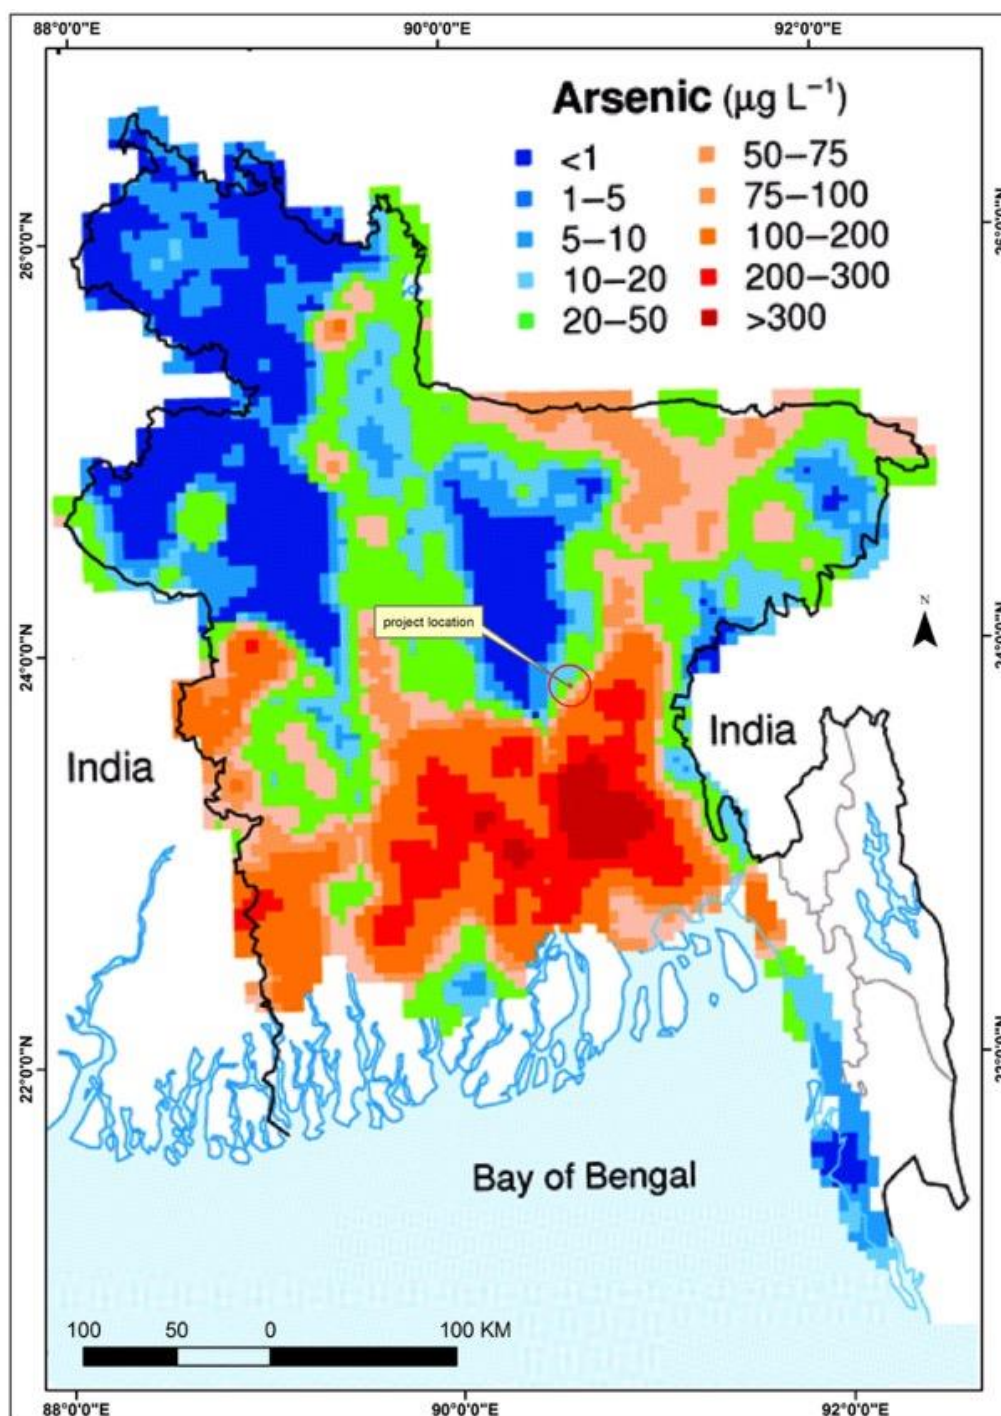 88°0'0"E 90°0'0"E 92°0'0"E
Arsenic (µg L⁻¹)
<1
1–5
5–10
10–20
20–50
50–75
75–100
100–200
200–300
>300
26°0'0"N
project location
N
24°0'0"N
24°0'0"N
India
India
22°0'0"N
Bay of Bengal
100 50 0 100 KM
88°0'0"E 90°0'0"E 92°0'0"E